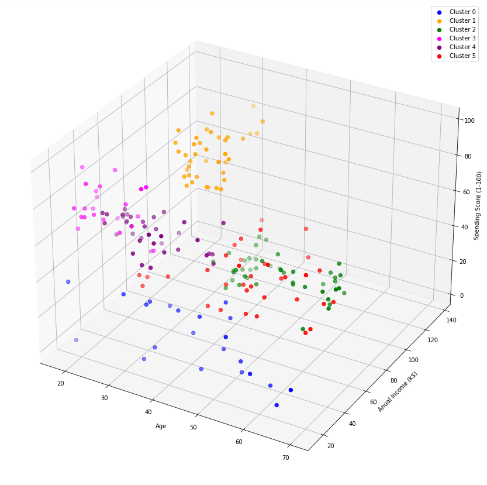 Cluster 0
Cluster 1
Cluster 2
Cluster 3
Cluster 4
Cluster 5
100
80
60
40
20
0
Spending Score (1-100)
140
120
100
80
60
40
20
Anual Income (k$)
20
30
40
50
60
70
Age